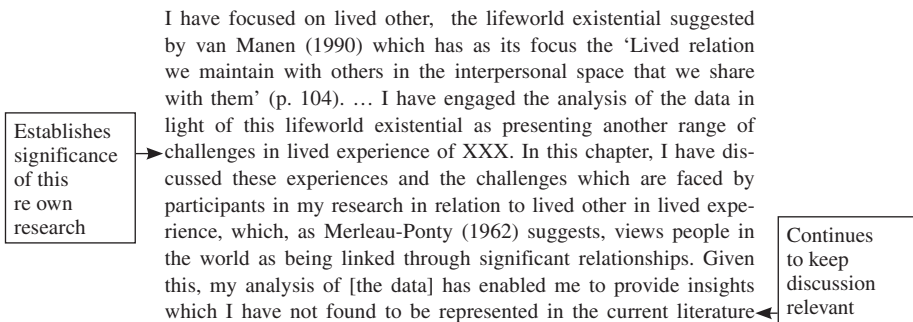 I have focused on lived other, the lifeworld existential suggested
by van Manen (1990) which has as its focus the ‘Lived relation
we maintain with others in the interpersonal space that we share
with them’ (p. 104). … I have engaged the analysis of the data in
light of this lifeworld existential as presenting another range of
challenges in lived experience of XXX. In this chapter, I have dis-
cussed these experiences and the challenges which are faced by
participants in my research in relation to lived other in lived expe-
rience, which, as Merleau-Ponty (1962) suggests, views people in
the world as being linked through significant relationships. Given
this, my analysis of [the data] has enabled me to provide insights
which I have not found to be represented in the current literature
Establishes
significance
of this
re own
research
Continues
to keep
discussion
relevant